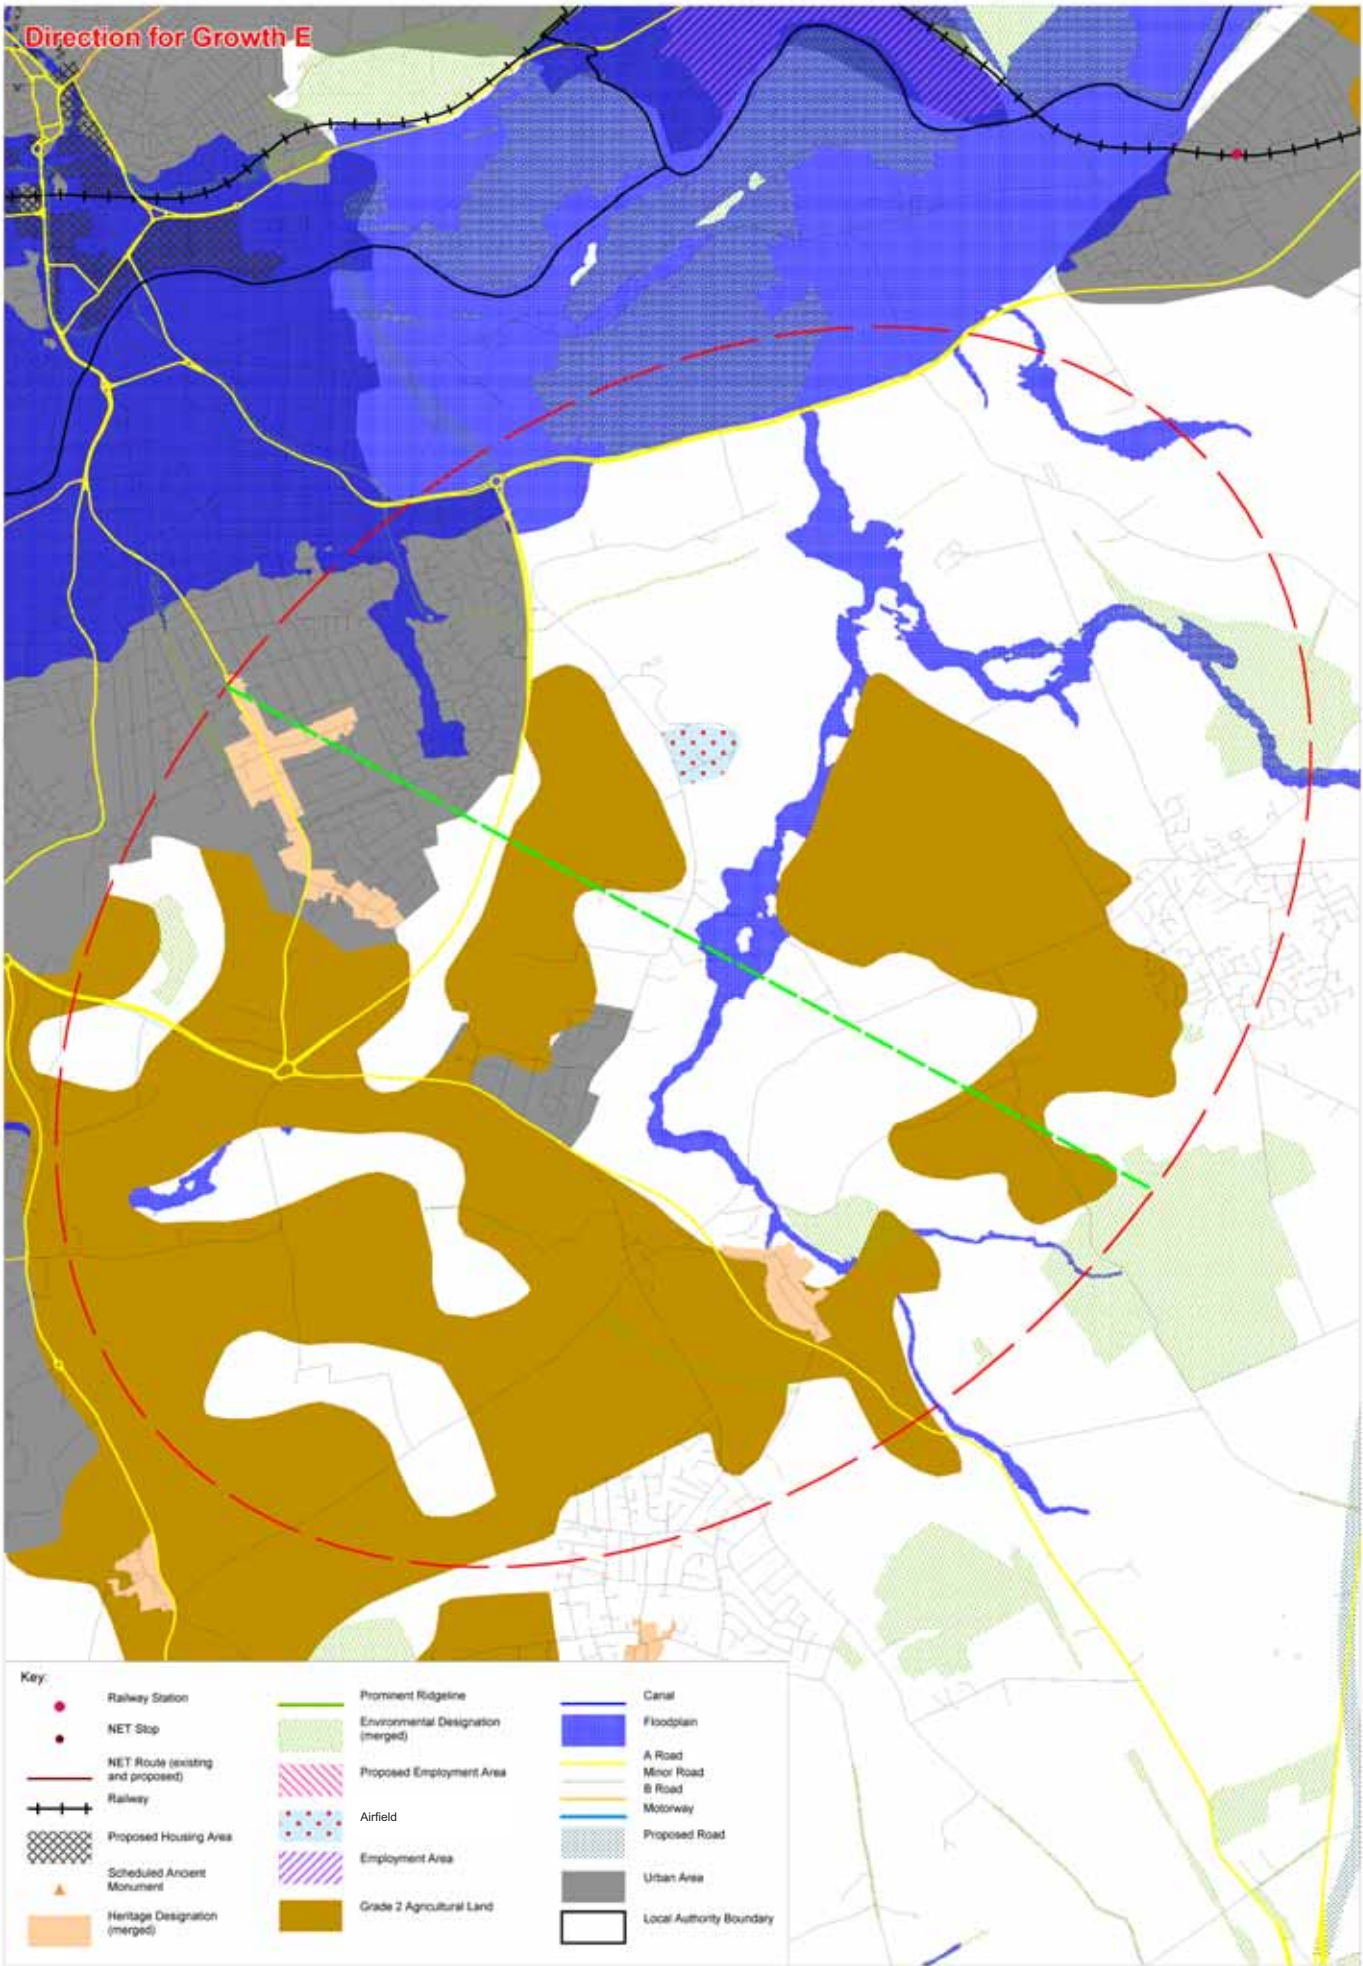 Direction for Growth E
Key:
Railway Station
NET Stop
NET Route (existing
and proposed)
Railway
Proposed Housing Area
Scheduled Ancient
Monument
Heritage Designation
(merged)
Prominent Ridgeline
Environmental Designation
(merged)
Proposed Employment Area
Airfield
Employment Area
Grade 2 Agricultural Land
Canal
Floodplain
A Road
Minor Road
B Road
Motorway
Proposed Road
Urban Area
Local Authority Boundary